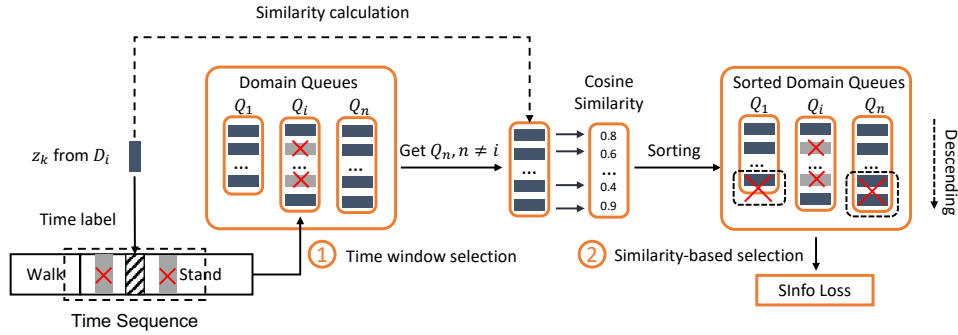 Similarity calculation
Domain Queues
Q₁ Qᵢ Qₙ
...
...
...
zₖ from Dᵢ
Time label
Walk
Stand
Time Sequence
Get Qₙ, n ≠ i
1 Time window selection
...
Cosine
Similarity
0.8
0.6
...
0.4
0.9
Sorting
2 Similarity-based selection
Sorted Domain Queues
Q₁ Qᵢ Qₙ
...
...
...
Descending
SInfo Loss